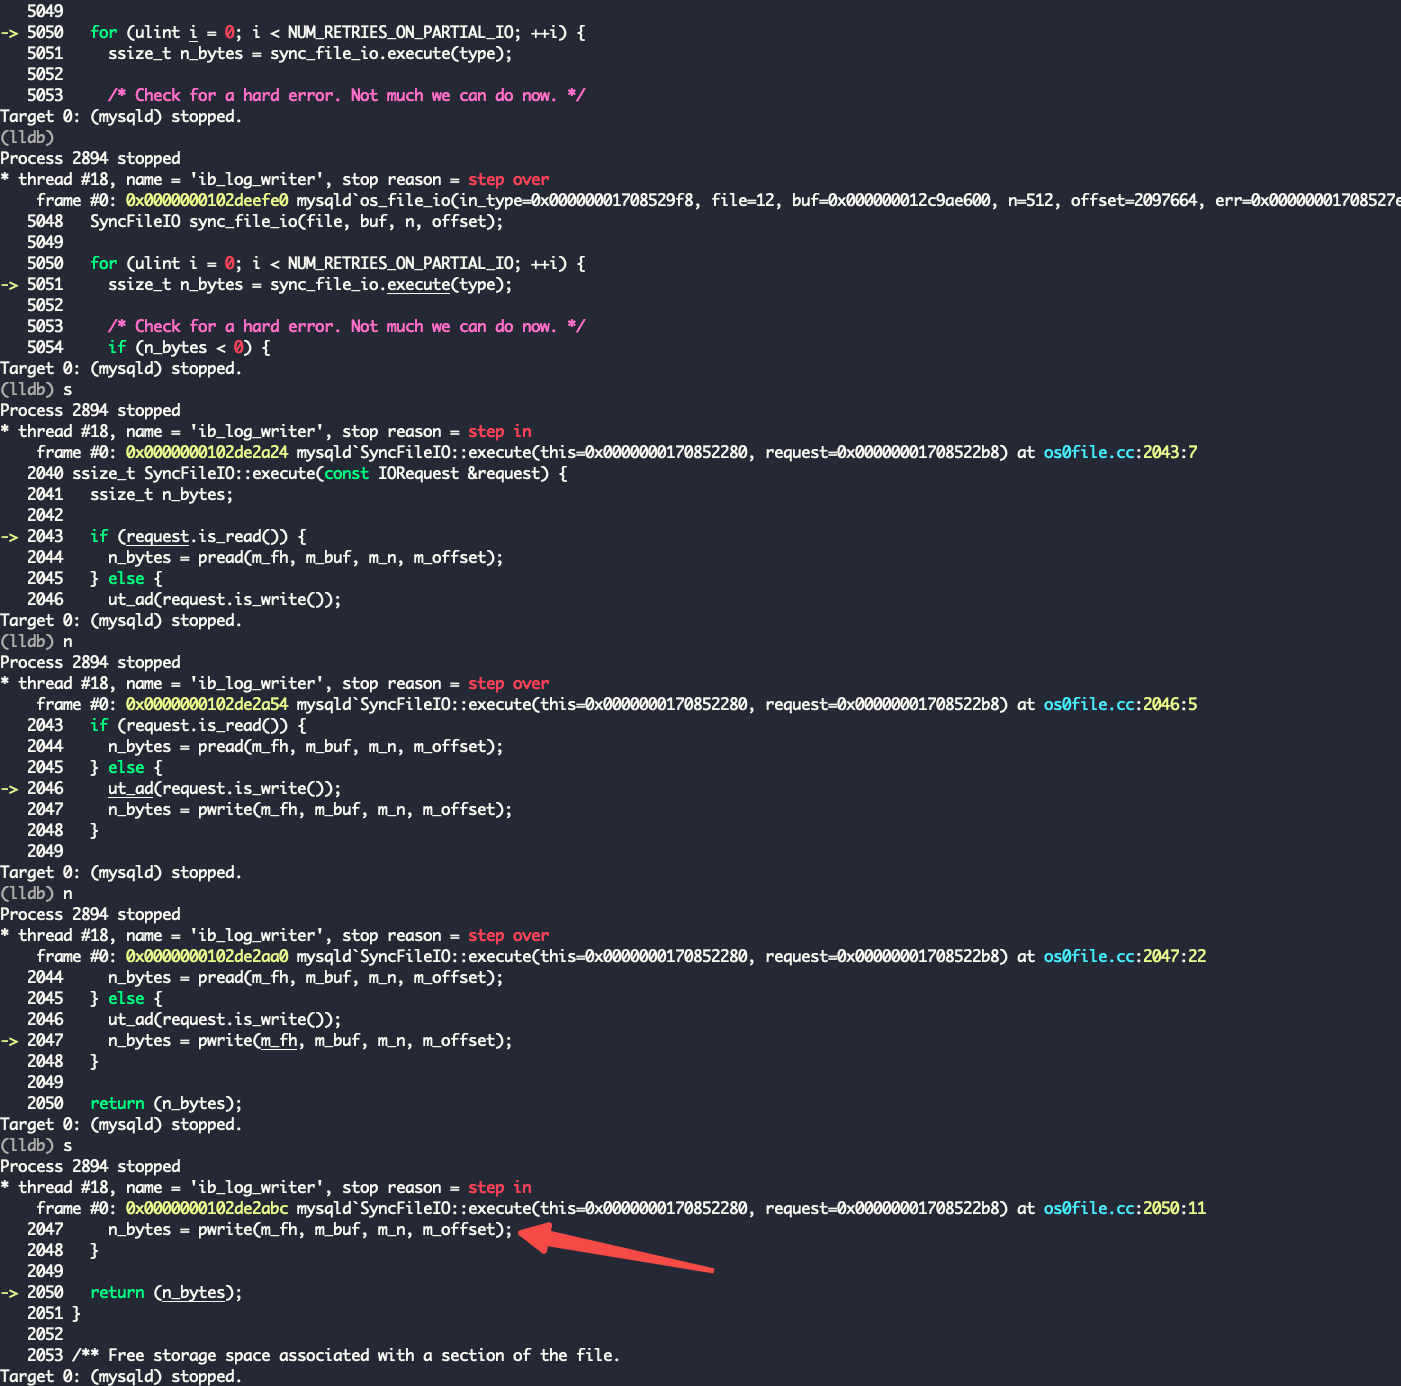 5049
-> 5050   for (ulint i = 0; i < NUM_RETRIES_ON_PARTIAL_IO; ++i) {
   5051     ssize_t n_bytes = sync_file_io.execute(type);
   5052
   5053     /* Check for a hard error. Not much we can do now. */
Target 0: (mysqld) stopped.
(lldb)
Process 2894 stopped
* thread #18, name = 'ib_log_writer', stop reason = step over
    frame #0: 0x0000000102deefe0 mysqld`os_file_io(in_type=0x00000001708529f8, file=12, buf=0x000000012c9ae600, n=512, offset=2097664, err=0x00000001708527e
   5048   SyncFileIO sync_file_io(file, buf, n, offset);
   5049
   5050   for (ulint i = 0; i < NUM_RETRIES_ON_PARTIAL_IO; ++i) {
-> 5051     ssize_t n_bytes = sync_file_io.execute(type);
   5052
   5053     /* Check for a hard error. Not much we can do now. */
   5054     if (n_bytes < 0) {
Target 0: (mysqld) stopped.
(lldb) s
Process 2894 stopped
* thread #18, name = 'ib_log_writer', stop reason = step in
    frame #0: 0x0000000102de2a24 mysqld`SyncFileIO::execute(this=0x0000000170852280, request=0x00000001708522b8) at os0file.cc:2043:7
   2040 ssize_t SyncFileIO::execute(const IORequest &request) {
   2041   ssize_t n_bytes;
   2042
-> 2043   if (request.is_read()) {
   2044     n_bytes = pread(m_fh, m_buf, m_n, m_offset);
   2045   } else {
   2046     ut_ad(request.is_write());
Target 0: (mysqld) stopped.
(lldb) n
Process 2894 stopped
* thread #18, name = 'ib_log_writer', stop reason = step over
    frame #0: 0x0000000102de2a54 mysqld`SyncFileIO::execute(this=0x0000000170852280, request=0x00000001708522b8) at os0file.cc:2046:5
   2043   if (request.is_read()) {
   2044     n_bytes = pread(m_fh, m_buf, m_n, m_offset);
   2045   } else {
-> 2046     ut_ad(request.is_write());
   2047     n_bytes = pwrite(m_fh, m_buf, m_n, m_offset);
   2048   }
   2049
Target 0: (mysqld) stopped.
(lldb) n
Process 2894 stopped
* thread #18, name = 'ib_log_writer', stop reason = step over
    frame #0: 0x0000000102de2aa0 mysqld`SyncFileIO::execute(this=0x0000000170852280, request=0x00000001708522b8) at os0file.cc:2047:22
   2044     n_bytes = pread(m_fh, m_buf, m_n, m_offset);
   2045   } else {
   2046     ut_ad(request.is_write());
-> 2047     n_bytes = pwrite(m_fh, m_buf, m_n, m_offset);
   2048   }
   2049
   2050   return (n_bytes);
Target 0: (mysqld) stopped.
(lldb) s
Process 2894 stopped
* thread #18, name = 'ib_log_writer', stop reason = step in
    frame #0: 0x0000000102de2abc mysqld`SyncFileIO::execute(this=0x0000000170852280, request=0x00000001708522b8) at os0file.cc:2050:11
   2047     n_bytes = pwrite(m_fh, m_buf, m_n, m_offset);
   2048   }
   2049
-> 2050   return (n_bytes);
   2051 }
   2052
   2053 /** Free storage space associated with a section of the file.
Target 0: (mysqld) stopped.